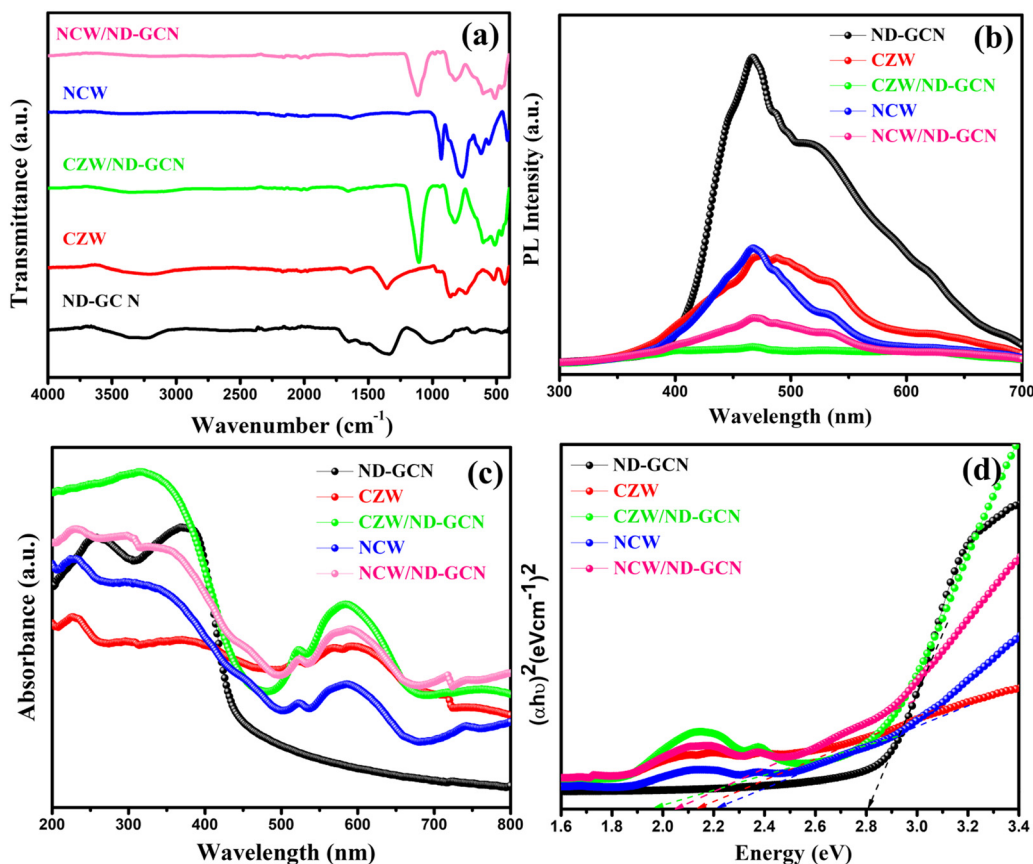 (a)
NCW/ND-GCN
NCW
CZW/ND-GCN
CZW
ND-GC N
Transmittance (a.u.)
4000 3500 3000 2500 2000 1500 1000 500
Wavenumber (cm-1)
(b)
ND-GCN
CZW
CZW/ND-GCN
NCW
NCW/ND-GCN
PL Intensity (a.u.)
300 400 500 600 700
Wavelength (nm)
(c)
ND-GCN
CZW
CZW/ND-GCN
NCW
NCW/ND-GCN
Absorbance (a.u.)
200 300 400 500 600 700 800
Wavelength (nm)
(d)
ND-GCN
CZW
CZW/ND-GCN
NCW
NCW/ND-GCN
(αhυ)2(eVcm-1)2
1.6 1.8 2.0 2.2 2.4 2.6 2.8 3.0 3.2 3.4
Energy (eV)